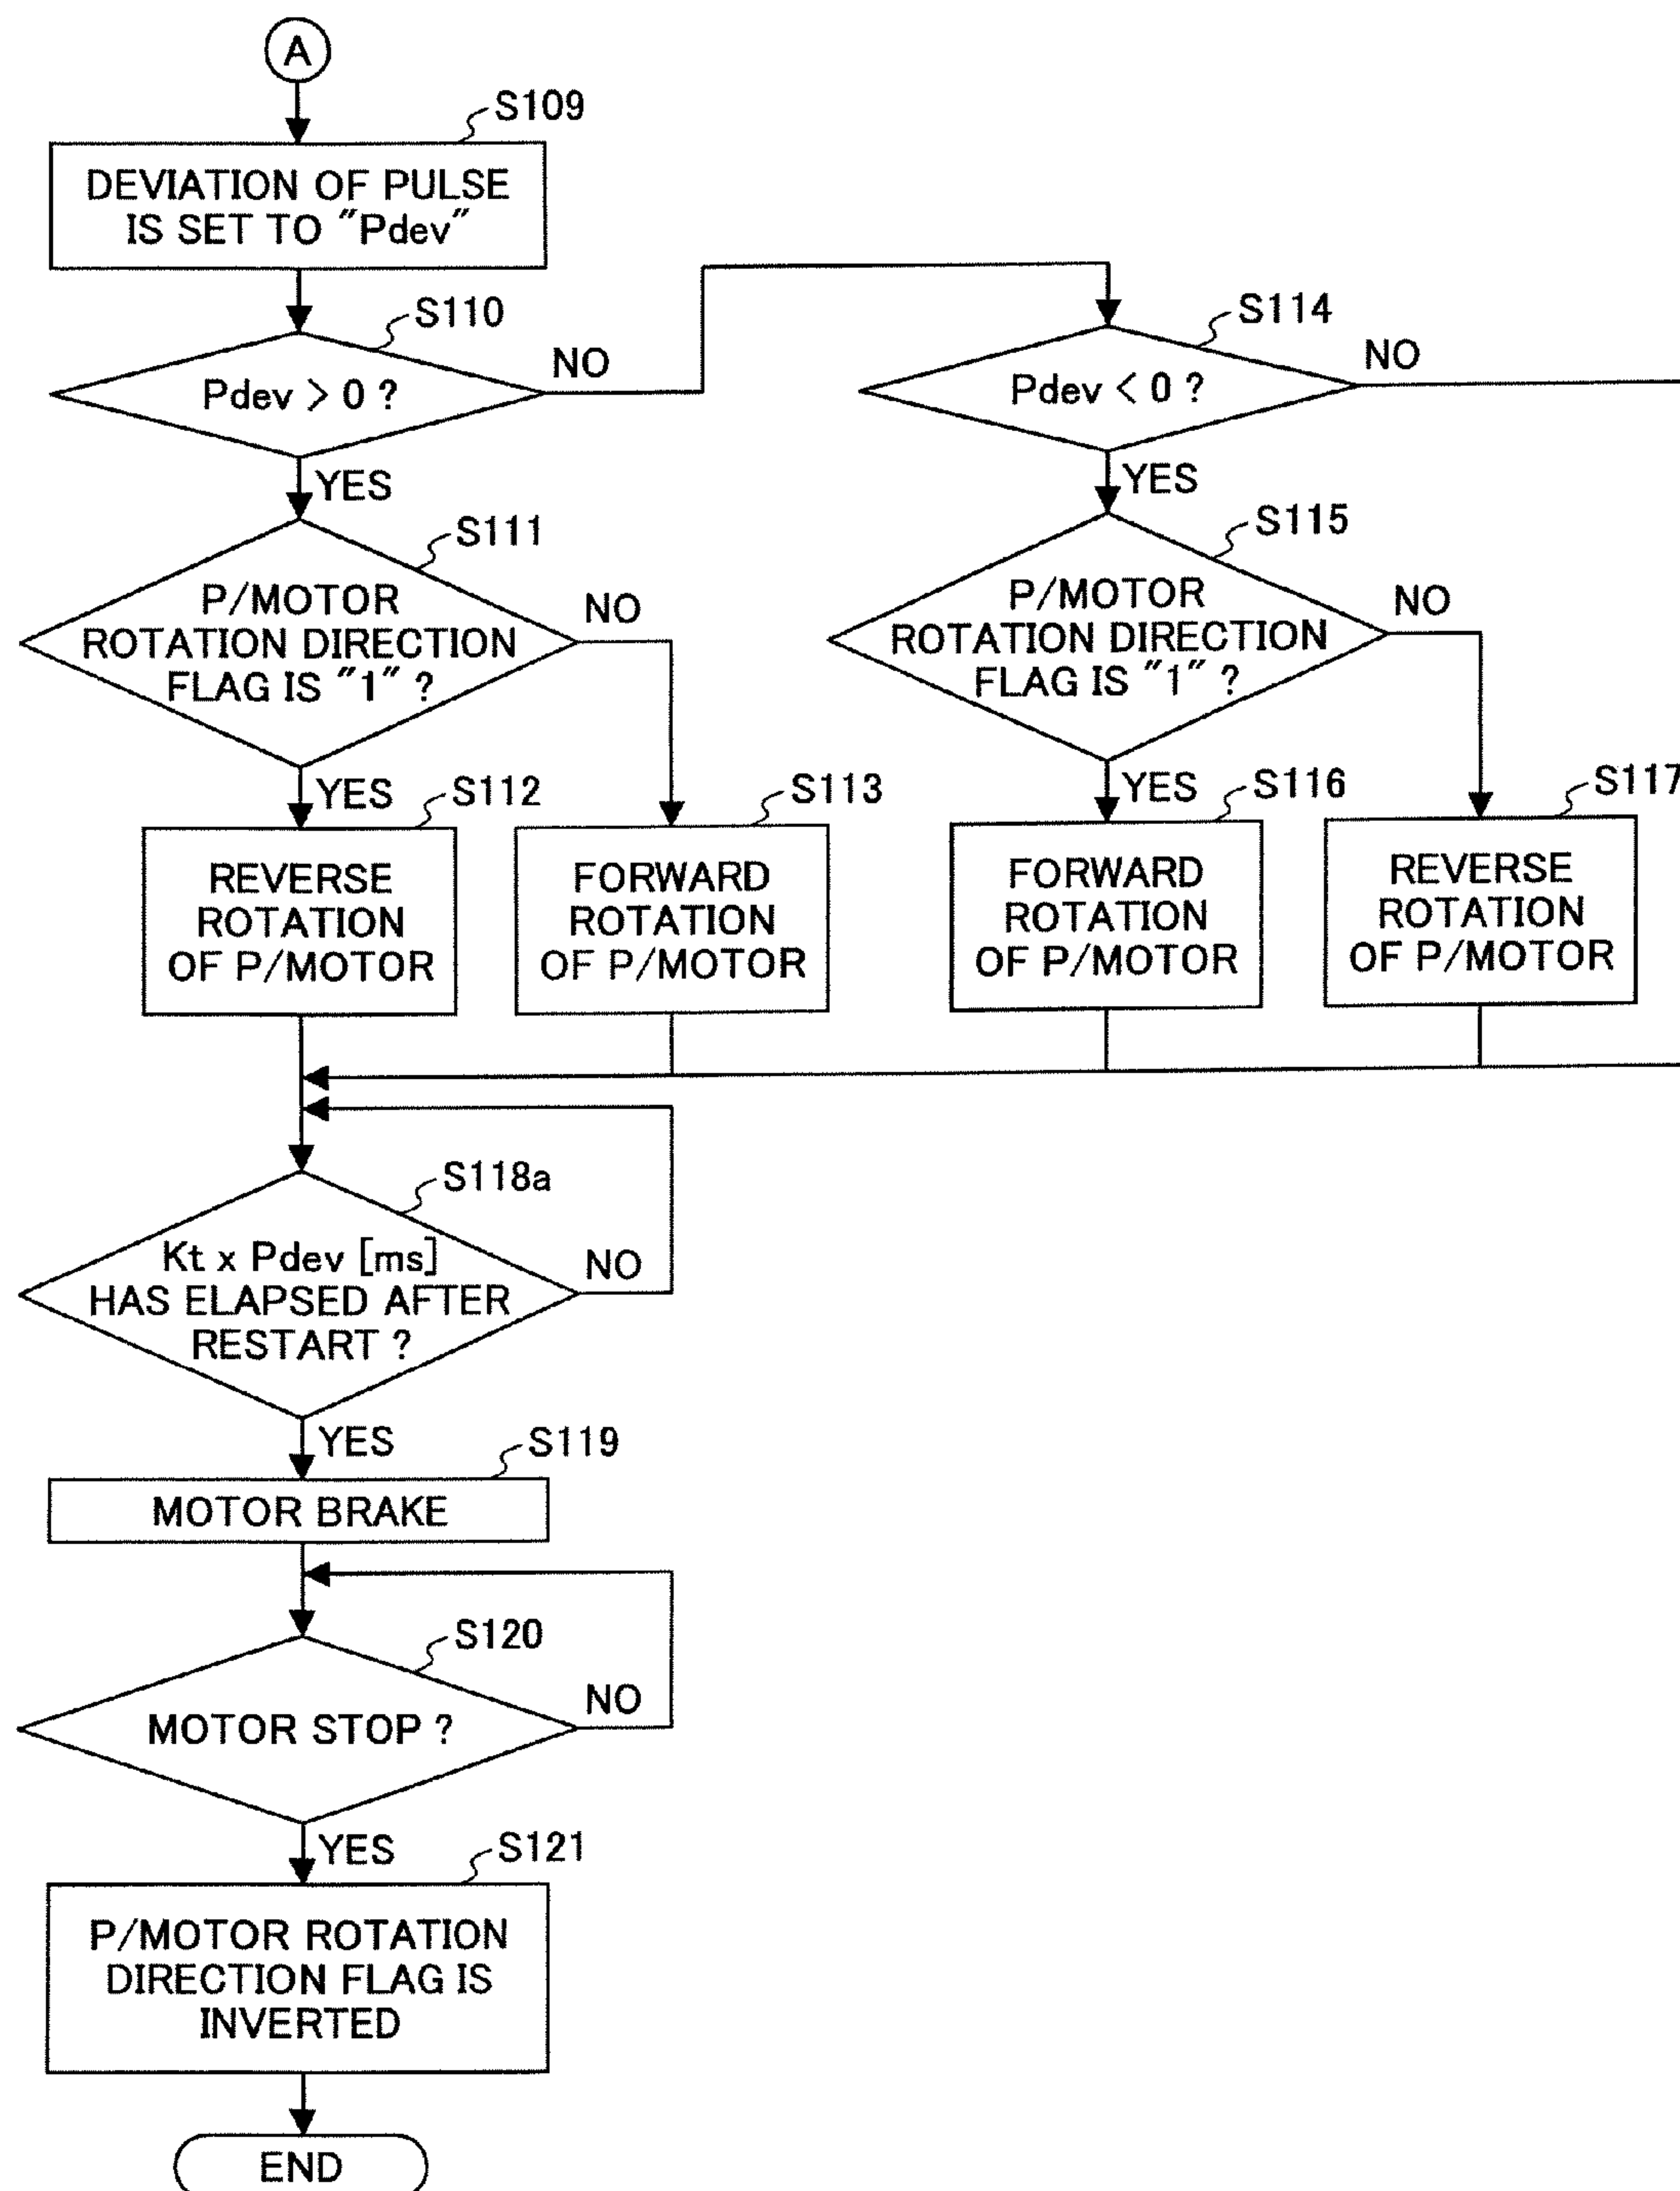 A
S109
DEVIATION OF PULSE
IS SET TO "Pdev"
S110
Pdev > 0 ?
NO
YES
S114
Pdev < 0 ?
NO
YES
S111
P/MOTOR
ROTATION DIRECTION
FLAG IS "1" ?
NO
YES
S115
P/MOTOR
ROTATION DIRECTION
FLAG IS "1" ?
NO
YES
S112
REVERSE
ROTATION
OF P/MOTOR
S113
FORWARD
ROTATION
OF P/MOTOR
S116
FORWARD
ROTATION
OF P/MOTOR
S117
REVERSE
ROTATION
OF P/MOTOR
S118a
Kt x Pdev [ms]
HAS ELAPSED AFTER
RESTART ?
NO
YES
S119
MOTOR BRAKE
S120
MOTOR STOP ?
NO
YES
S121
P/MOTOR ROTATION
DIRECTION FLAG IS
INVERTED
END